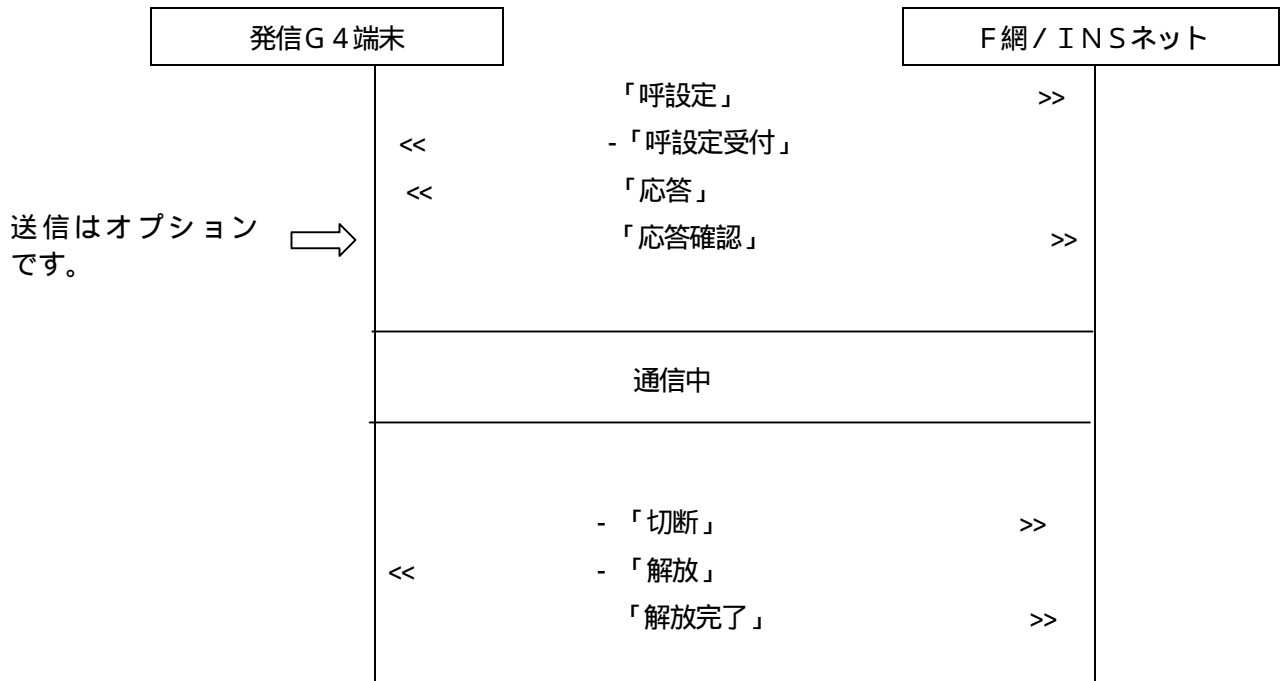 発信G４端末
F網/ＩＮＳネット
「呼設定」 >>
<< -「呼設定受付」
<< 「応答」
送信はオプション
「応答確認」 >>
です。
通信中
- 「切断」 >>
<< - 「解放」
「解放完了」 >>